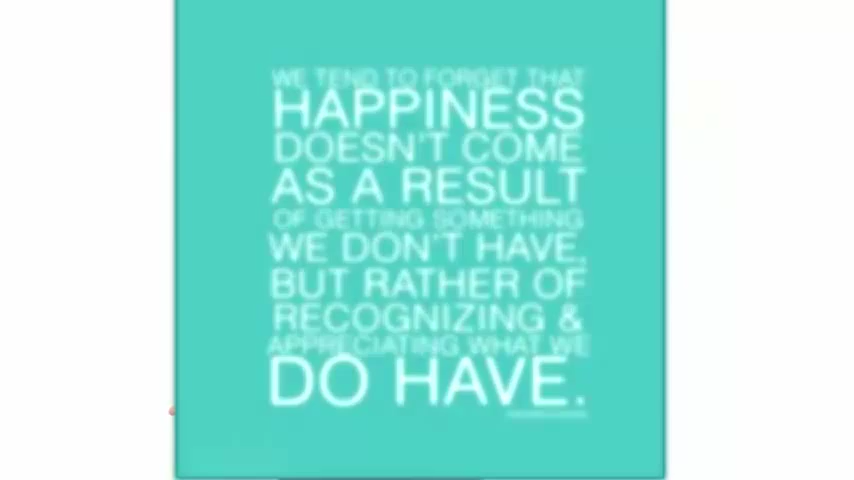 WE TEND TO FORGET THAT
HAPPINESS
DOESN'T COME
AS A RESULT
OF GETTING SOMETHING
WE DON'T HAVE,
BUT RATHER OF
RECOGNIZING &
APPRECIATING WHAT WE
DO HAVE.